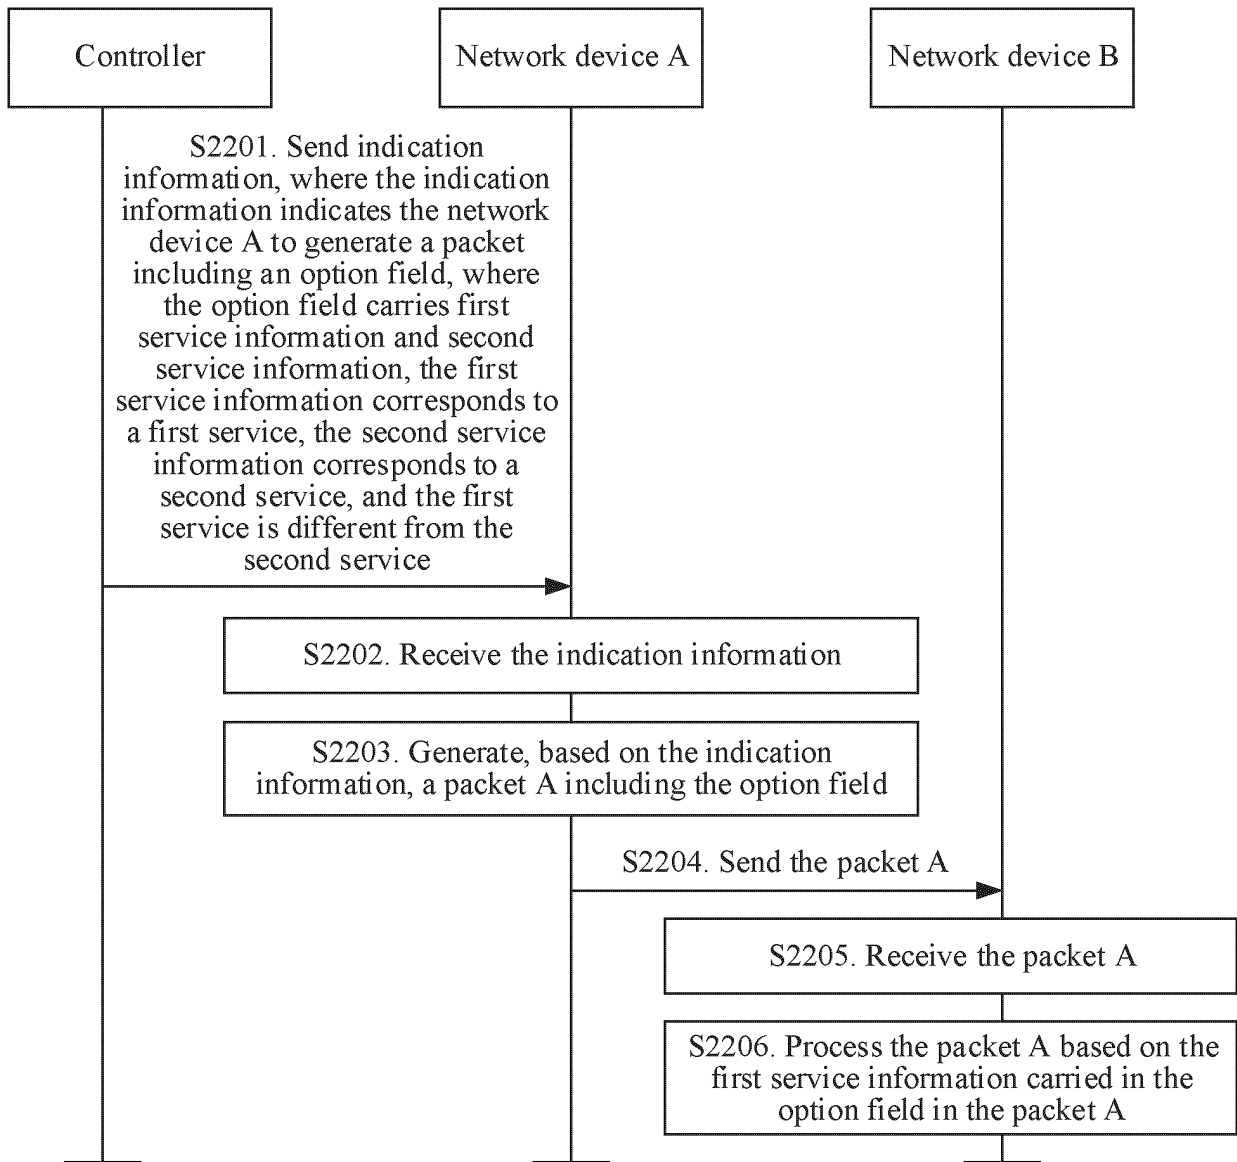 Controller
Network device A
Network device B
S2201. Send indication
information, where the indication
information indicates the network
device A to generate a packet
including an option field, where
the option field carries first
service information and second
service information, the first
service information corresponds to
a first service, the second service
information corresponds to a
second service, and the first
service is different from the
second service
S2202. Receive the indication information
S2203. Generate, based on the indication
information, a packet A including the option field
S2204. Send the packet A
S2205. Receive the packet A
S2206. Process the packet A based on the
first service information carried in the
option field in the packet A